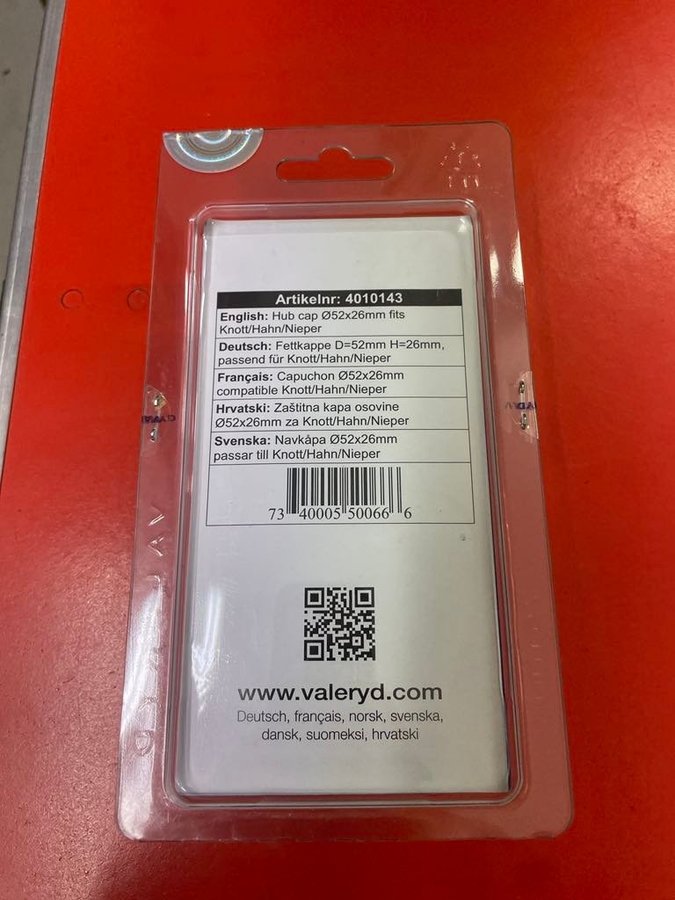 Artikelnr: 4010143
English: Hub cap Ø52x26mm fits
Knott/Hahn/Nieper
Deutsch: Fettkappe D=52mm H=26mm,
passend für Knott/Hahn/Nieper
Français: Capuchon Ø52x26mm
compatible Knott/Hahn/Nieper
Hrvatski: Zaštitna kapa osovine
Ø52x26mm za Knott/Hahn/Nieper
Svenska: Navkåpa Ø52x26mm
passar till Knott/Hahn/Nieper
73 40005 50066 6
www.valeryd.com
Deutsch, français, norsk, svenska,
dansk, suomeksi, hrvatski